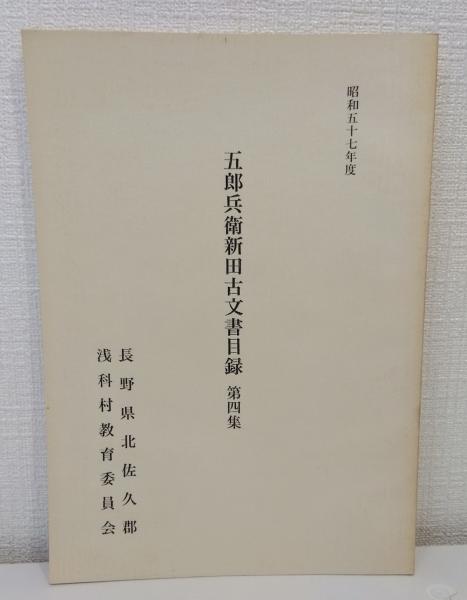 昭和五十七年度
五郎兵衛新田古文書目録 第四集
長野県北佐久郡
浅科村教育委員会